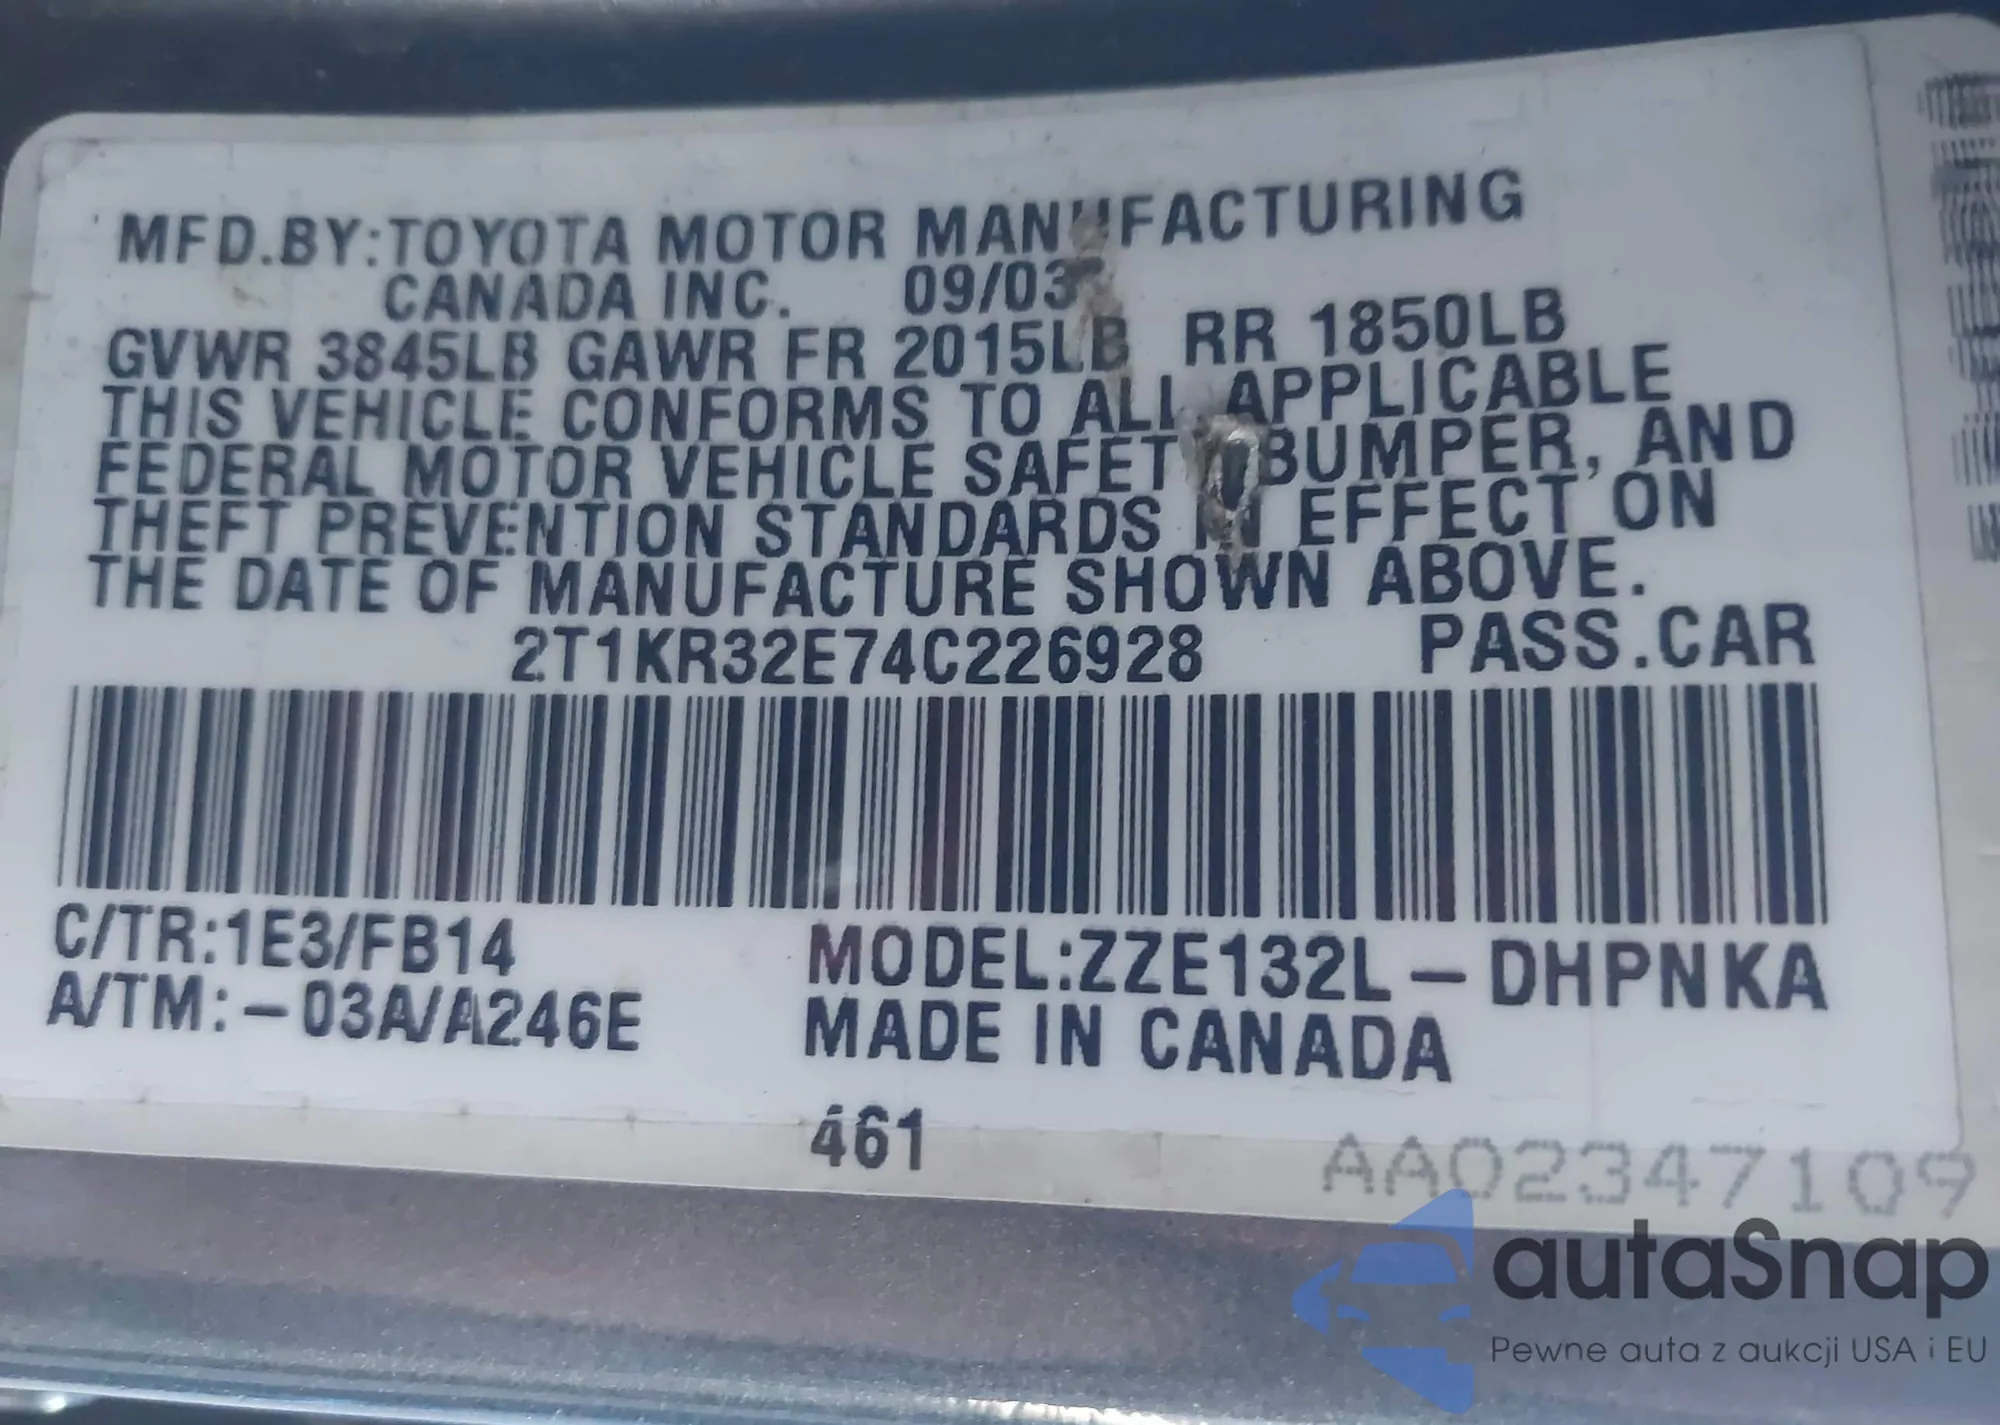 MFD.BY:TOYOTA MOTOR MANUFACTURING
CANADA INC. 09/03
GVWR 3845LB GAWR FR 2015LB RR 1850LB
THIS VEHICLE CONFORMS TO ALL APPLICABLE
FEDERAL MOTOR VEHICLE SAFETY BUMPER, AND
THEFT PREVENTION STANDARDS IN EFFECT ON
THE DATE OF MANUFACTURE SHOWN ABOVE.
2T1KR32E74C226928 PASS.CAR
C/TR:1E3/FB14 MODEL:ZZE132L-DHPNKA
A/TM:-03A/A246E MADE IN CANADA
461
AA02347109
autaSnap
Pewne auta z aukcji USA i EU